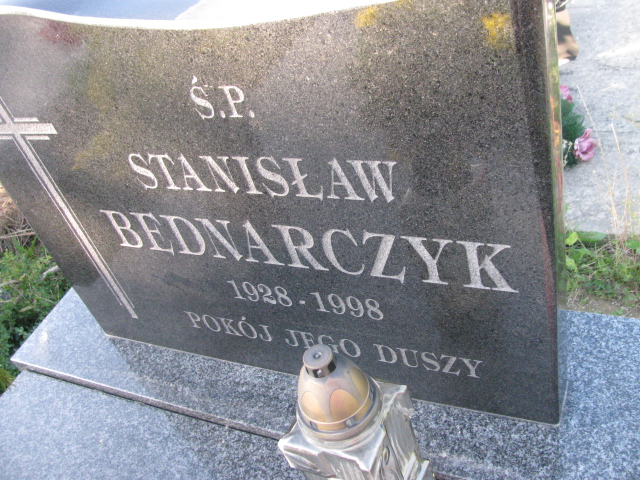 Ś.P.
STANISŁAW
BEDNARCZYK
1928-1998
POKÓJ JEGO DUSZY